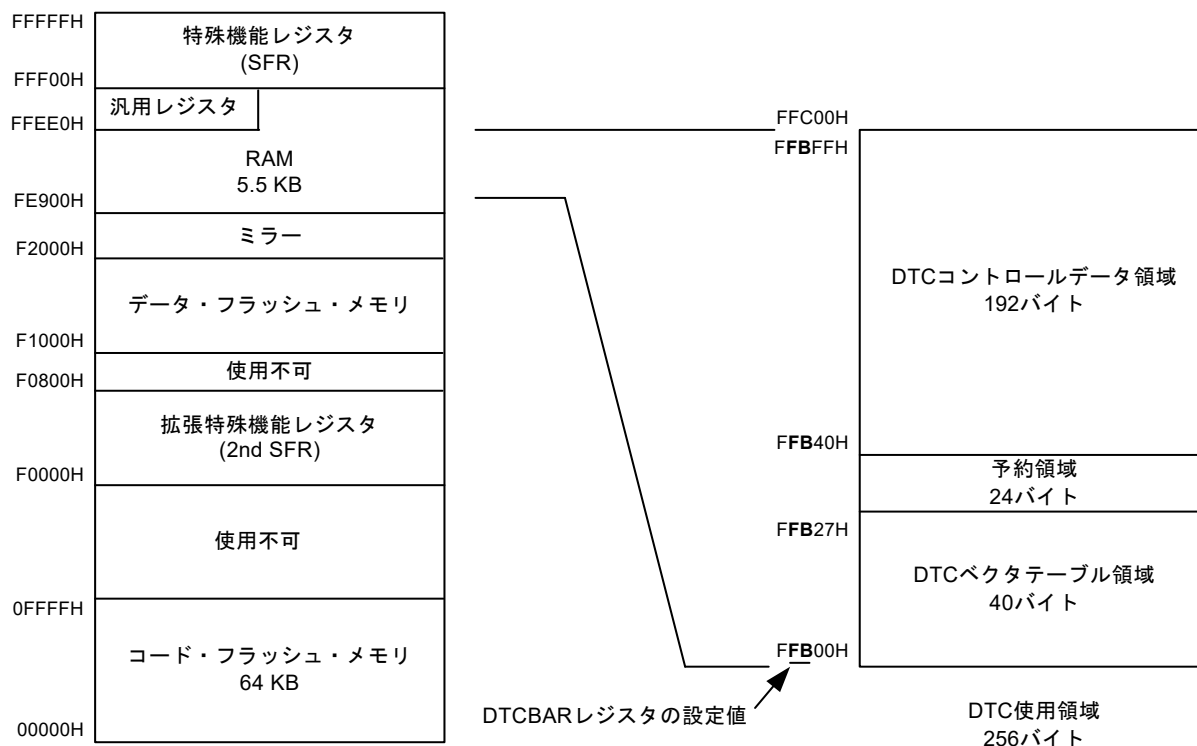 FFFFFH
特殊機能レジスタ
(SFR)
FFF00H
汎用レジスタ
FFEE0H
RAM
5.5 KB
FE900H
ミラー
F2000H
データ・フラッシュ・メモリ
F1000H
使用不可
F0800H
拡張特殊機能レジスタ
(2nd SFR)
F0000H
使用不可
0FFFFH
コード・フラッシュ・メモリ
64 KB
00000H
FFC00H
FFBFFH
DTCコントロールデータ領域
192バイト
FFB40H
予約領域
24バイト
FFB27H
DTCベクタテーブル領域
40バイト
FFB00H
DTCBARレジスタの設定値
DTC使用領域
256バイト